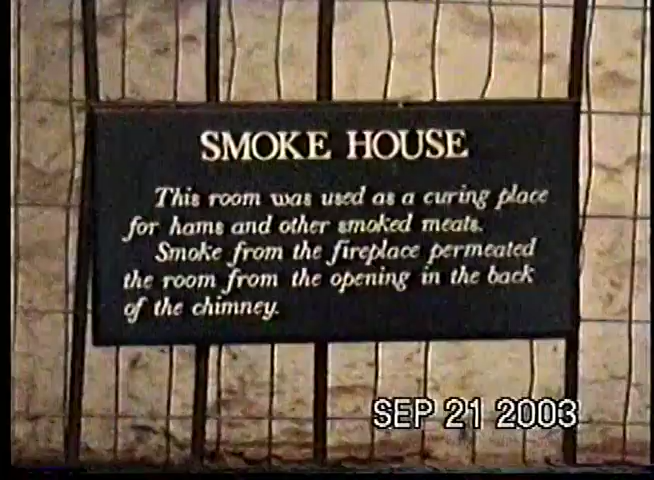 SMOKE HOUSE
This room was used as a curing place
for hams and other smoked meats.
Smoke from the fireplace permeated
the room from the opening in the back
of the chimney.
SEP 21 2003